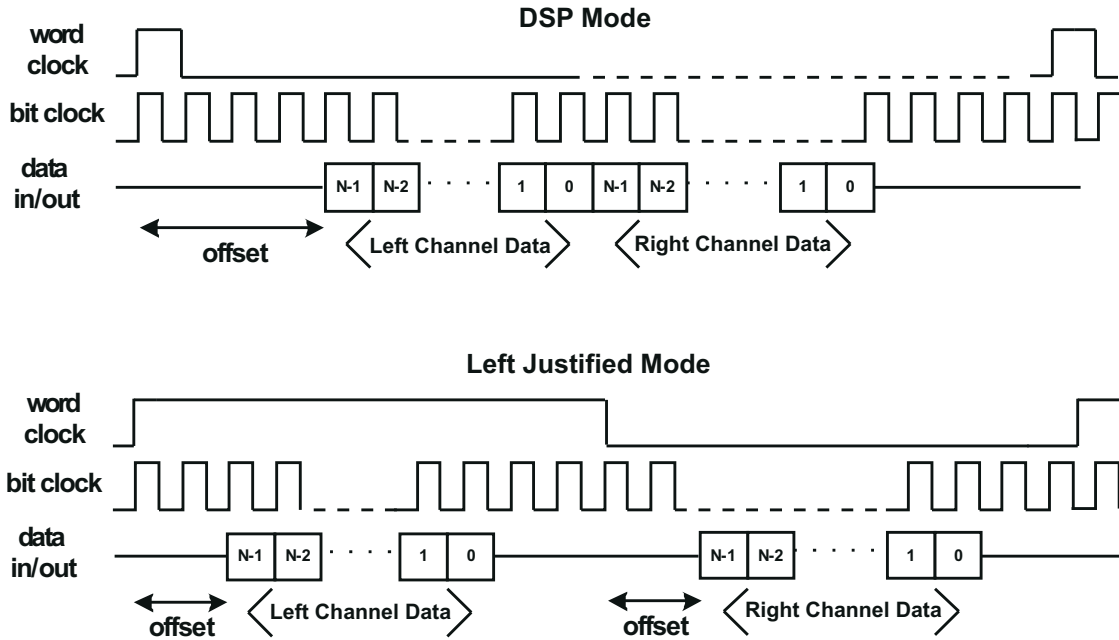 DSP Mode
word
clock
bit clock
data
in/out
N-1 N-2 1 0 N-1 N-2 1 0
offset
Left Channel Data
Right Channel Data
Left Justified Mode
word
clock
bit clock
data
in/out
N-1 N-2 1 0 N-1 N-2 1 0
offset
Left Channel Data
offset
Right Channel Data